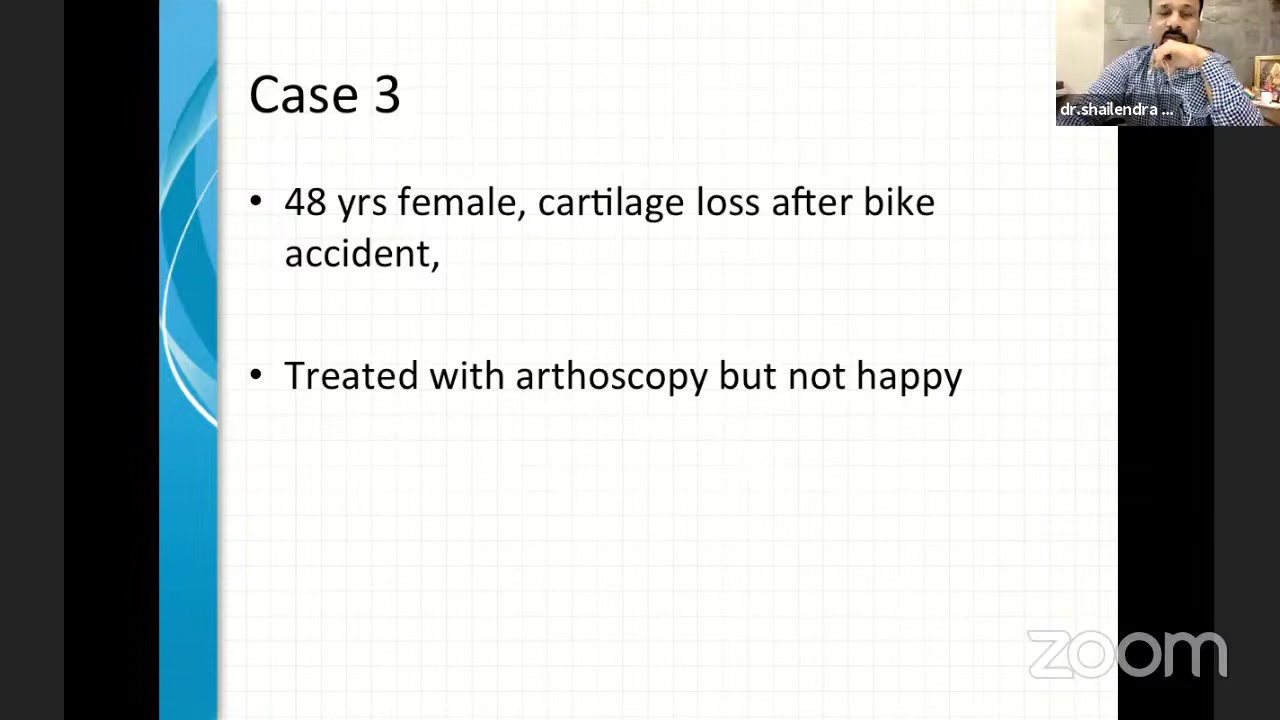 Case 3
• 48 yrs female, cartilage loss after bike
accident,
• Treated with arthoscopy but not happy
dr.shailendra ...
zoom